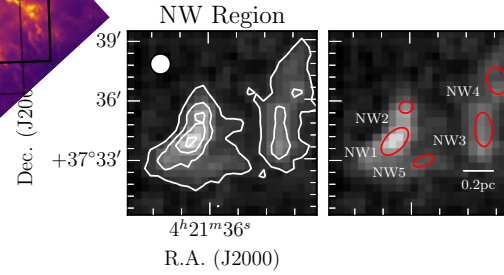 NW Region
39′
36′
+37°33′
Dec. (J200
NW4
NW2
NW3
NW1
NW5
0.2pc
4ʰ21ᵐ36ˢ
R.A. (J2000)